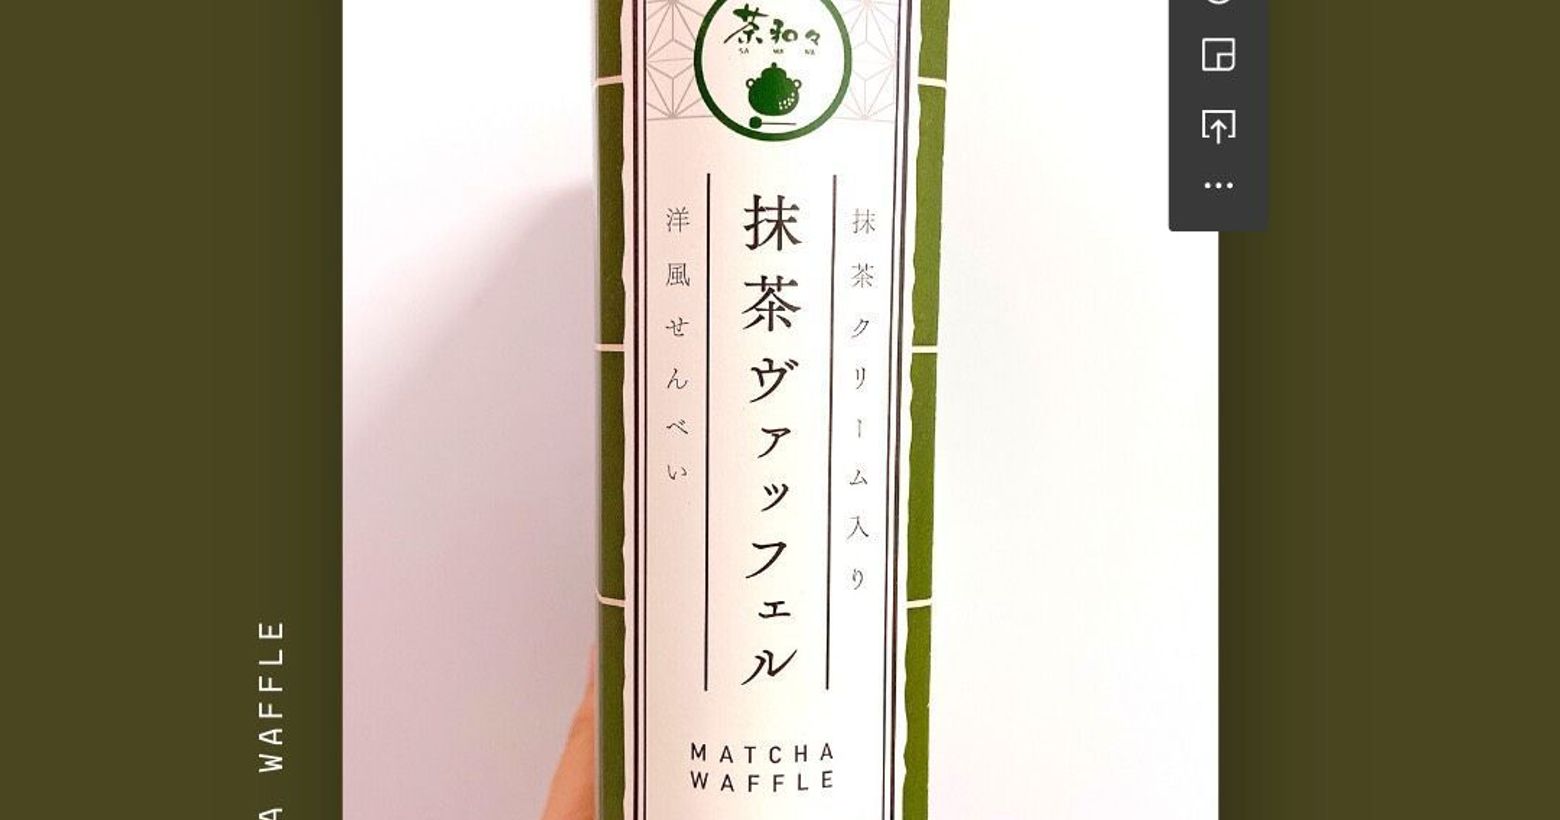 茶和々
SA WA WA
抹茶クリーム入り
抹茶ヴァッフェル
洋風せんべい
MATCHA
WAFFLE
A WAFFLE